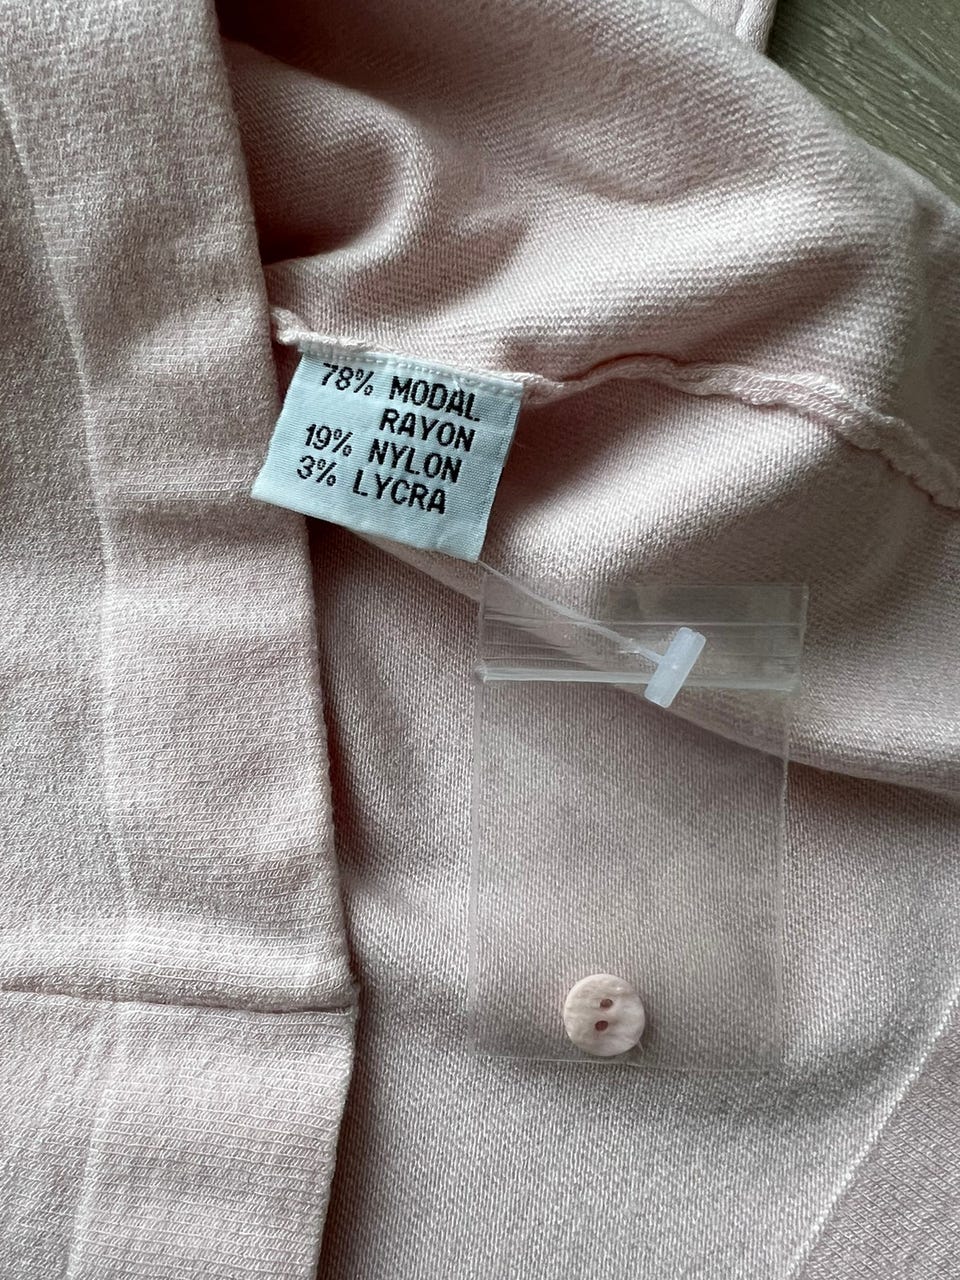 78% MODAL
RAYON
19% NYLON
3% LYCRA